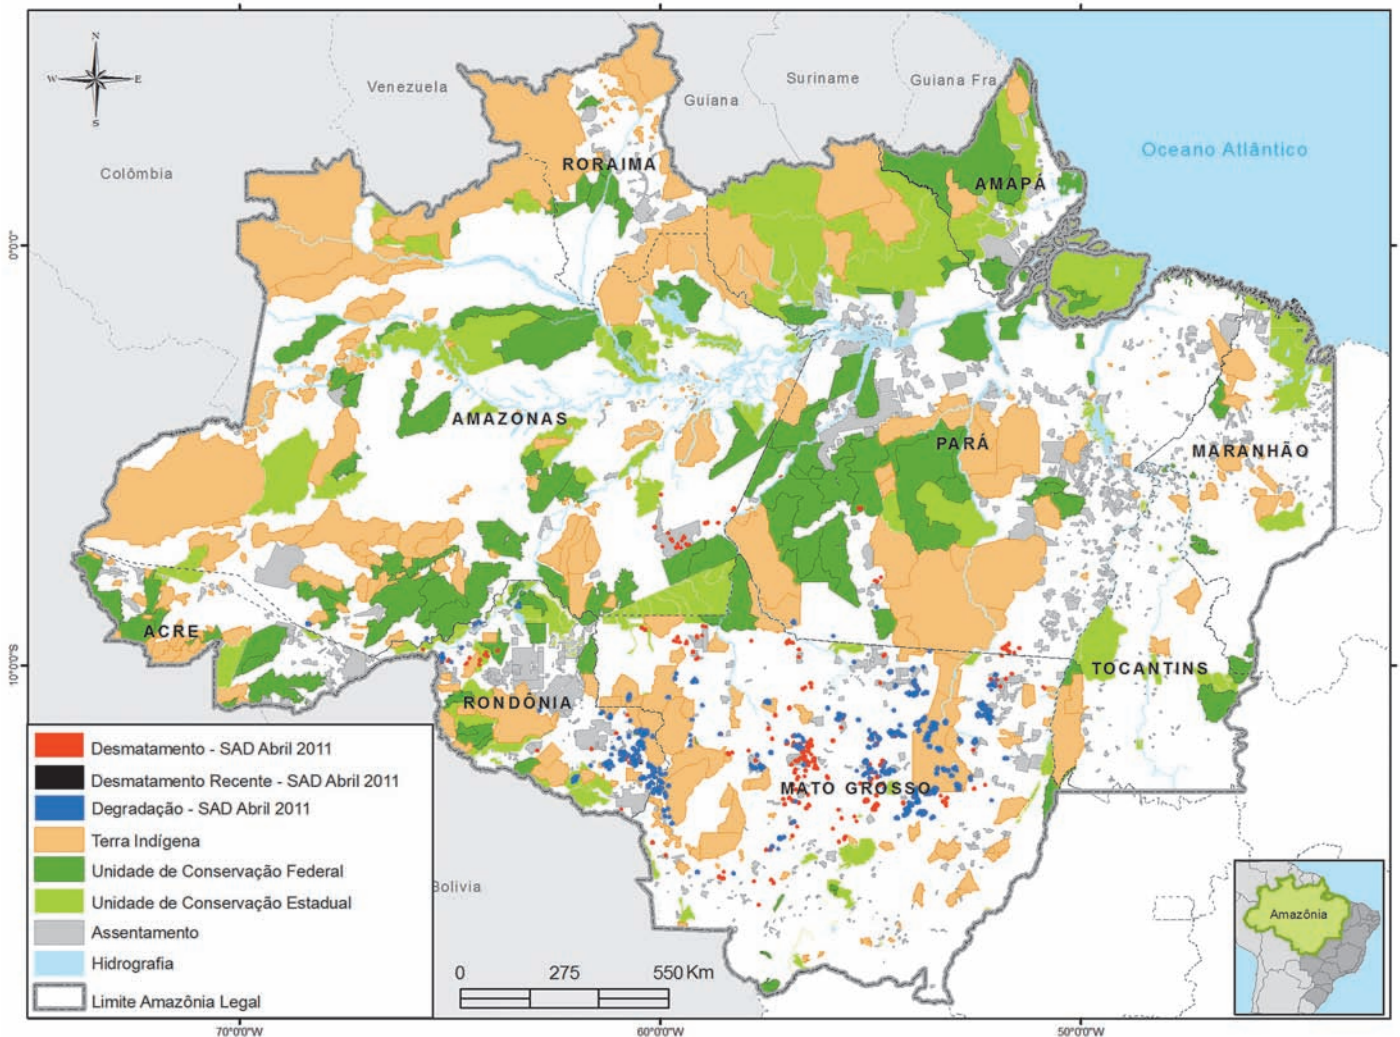 N
W
E
S
Venezuela
Suriname
Guiana Fra
Guíana
Colômbia
Oceano Atlântico
RORAIMA
AMAPÁ
0°0'0"
AMAZONAS
PARÁ
MARANHÃO
ACRE
10°0'0"S
TOCANTINS
RONDÔNIA
MATO GROSSO
Bolivia
Desmatamento - SAD Abril 2011
Desmatamento Recente - SAD Abril 2011
Degradação - SAD Abril 2011
Terra Indígena
Unidade de Conservação Federal
Unidade de Conservação Estadual
Assentamento
Hidrografia
Limite Amazônia Legal
0 275 550 Km
Amazônia
70°0'0"W 60°0'0"W 50°0'0"W